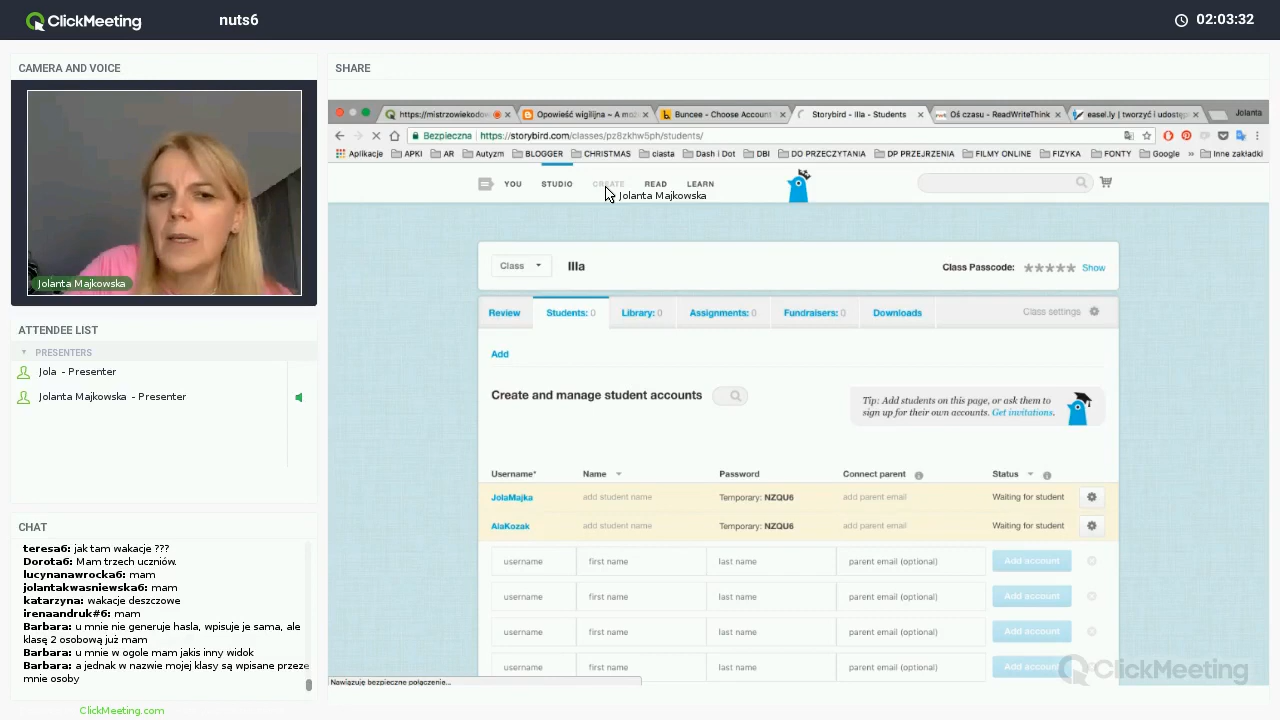 ClickMeeting
nuts6
02:03:32
CAMERA AND VOICE
Jolanta Majkowska
ATTENDEE LIST
PRESENTERS
Jola - Presenter
Jolanta Majkowska - Presenter
CHAT
teresa6: jak tam wakacje ???
Dorota6: Mam trzech uczniów.
lucynanawrocka6: mam
jolantakwasniewska6: mam
katarzyna: wakacje deszczowe
irenaandruk#6: mam
Barbara: u mnie nie generuje hasla, wpisuje je sama, ale
klasę 2 osobową już mam
Barbara: u mnie w ogole mam jakis inny widok
Barbara: a jednak w nazwie mojej klasy są wpisane przeze
mnie osoby
ClickMeeting.com
SHARE
https://mistrzowiekodow
Opowieść wigilijna ~ A moż
Buncee - Choose Account
Storybird - IIIa - Students
Oś czasu - ReadWriteThink
easel.ly | tworzyć i udostęp
Jolanta
Bezpieczna https://storybird.com/classes/pz8zkhw5ph/students/
Aplikacje APKI AR Autyzm BLOGGER CHRISTMAS ciasta Dash i Dot DBI DO PRZECZYTANIA DP PRZEJRZENIA FILMY ONLINE FIZYKA FONTY Google » Inne zakładki
YOU STUDIO CREATE READ LEARN
Jolanta Majkowska
Class IIIa Class Passcode: ★★★★★ Show
Review Students: 0 Library: 0 Assignments: 0 Fundraisers: 0 Downloads Class settings
Add
Create and manage student accounts
Tip: Add students on this page, or ask them to
sign up for their own accounts. Get invitations.
Username* Name Password Connect parent Status
JolaMajka add student name Temporary: NZQU6 add parent email Waiting for student
AlaKozak add student name Temporary: NZQU6 add parent email Waiting for student
username first name last name parent email (optional) Add account
username first name last name parent email (optional) Add account
username first name last name parent email (optional) Add account
username first name last name parent email (optional) Add account
Nawiązuję bezpieczne połączenie...
ClickMeeting